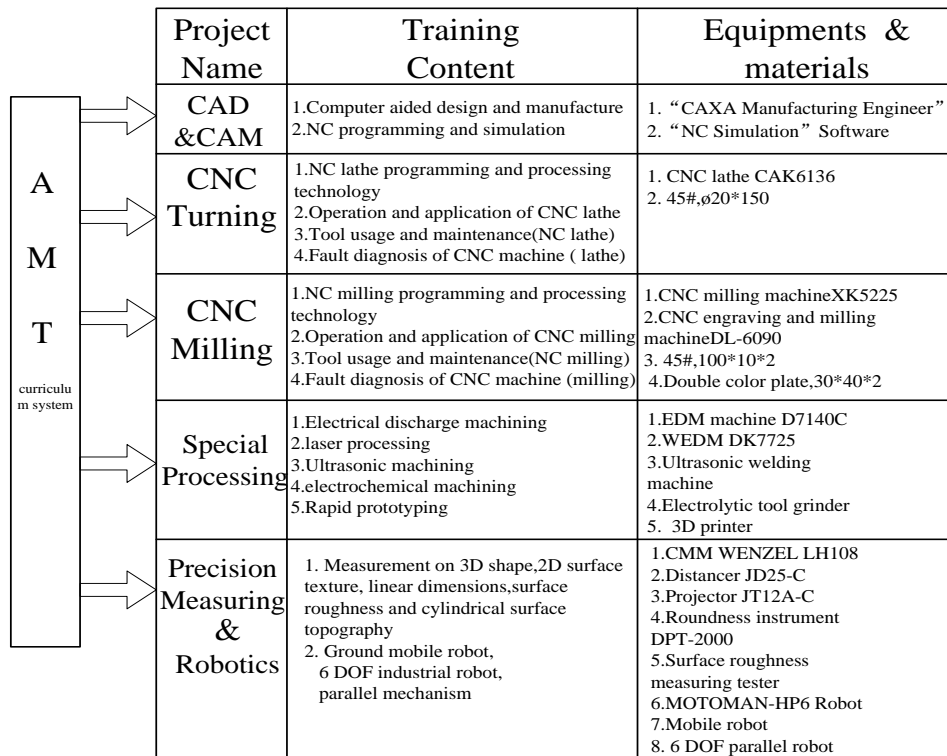 Project
Name
Training
Content
Equipments &
materials
A
M
T
curriculu
m system
CAD
&CAM
1.Computer aided design and manufacture
2.NC programming and simulation
1. “CAXA Manufacturing Engineer”
2. “NC Simulation” Software
CNC
Turning
1.NC lathe programming and processing
technology
2.Operation and application of CNC lathe
3.Tool usage and maintenance(NC lathe)
4.Fault diagnosis of CNC machine ( lathe)
1. CNC lathe CAK6136
2. 45#,ø20*150
CNC
Milling
1.NC milling programming and processing
technology
2.Operation and application of CNC milling
3.Tool usage and maintenance(NC milling)
4.Fault diagnosis of CNC machine (milling)
1.CNC milling machineXK5225
2.CNC engraving and milling
machineDL-6090
3. 45#,100*10*2
4.Double color plate,30*40*2
Special
Processing
1.Electrical discharge machining
2.laser processing
3.Ultrasonic machining
4.electrochemical machining
5.Rapid prototyping
1.EDM machine D7140C
2.WEDM DK7725
3.Ultrasonic welding
machine
4.Electrolytic tool grinder
5. 3D printer
Precision
Measuring
&
Robotics
1. Measurement on 3D shape,2D surface
texture, linear dimensions,surface
roughness and cylindrical surface
topography
2. Ground mobile robot,
6 DOF industrial robot,
parallel mechanism
1.CMM WENZEL LH108
2.Distancer JD25-C
3.Projector JT12A-C
4.Roundness instrument
DPT-2000
5.Surface roughness
measuring tester
6.MOTOMAN-HP6 Robot
7.Mobile robot
8. 6 DOF parallel robot